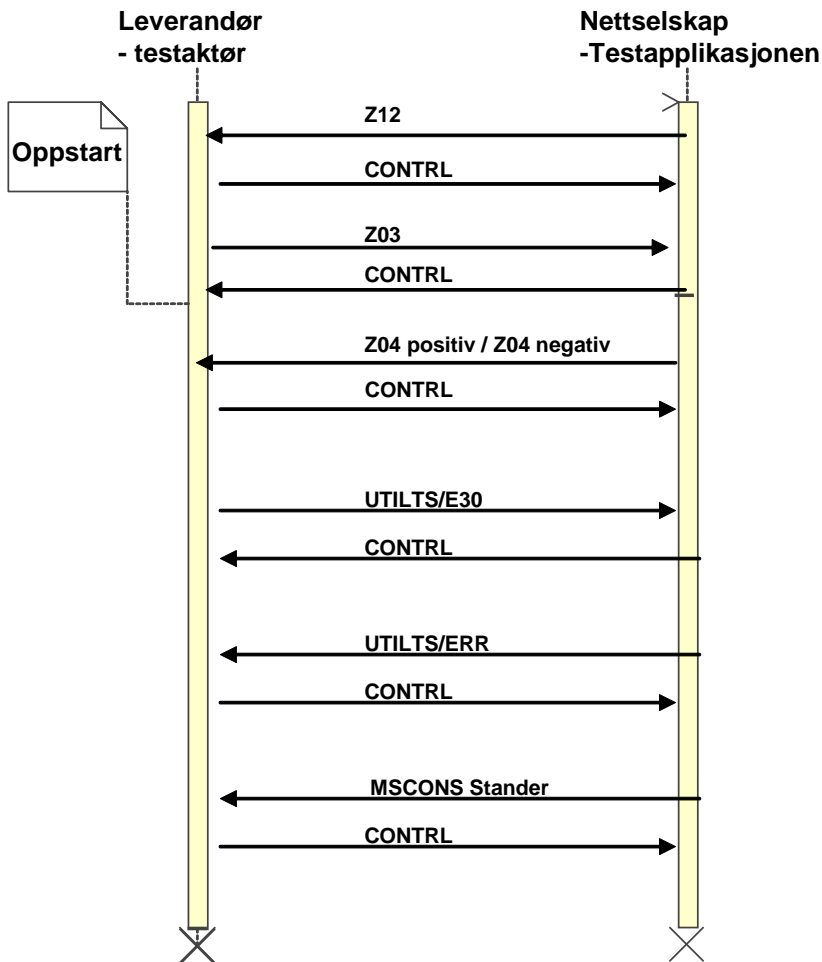 Leverandør
- testaktør
Nettselskap
-Testapplikasjonen
Oppstart
Z12
CONTRL
Z03
CONTRL
Z04 positiv / Z04 negativ
CONTRL
UTILTS/E30
CONTRL
UTILTS/ERR
CONTRL
MSCONS Stander
CONTRL